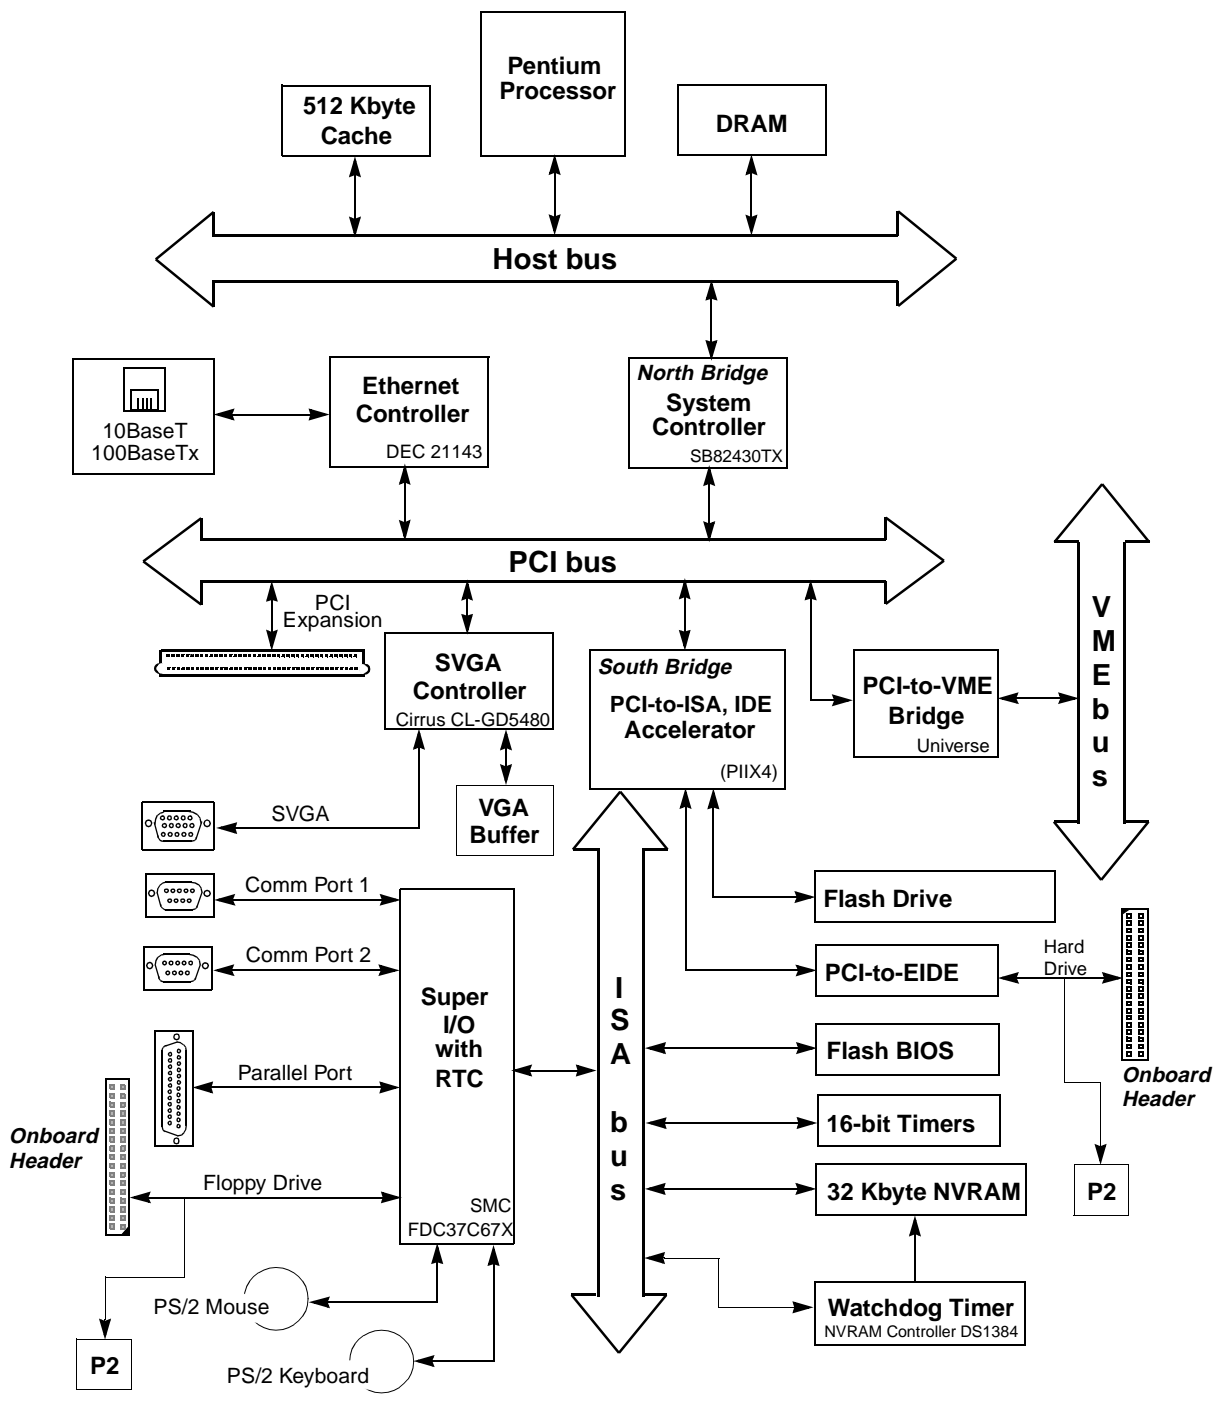 Pentium
Processor
512 Kbyte
Cache
DRAM
Host bus
10BaseT
100BaseTx
Ethernet
Controller
DEC 21143
North Bridge
System
Controller
SB82430TX
PCI bus
PCI
Expansion
SVGA
Controller
Cirrus CL-GD5480
South Bridge
PCI-to-ISA, IDE
Accelerator
(PIIX4)
PCI-to-VME
Bridge
Universe
VMEbus
SVGA
VGA
Buffer
Comm Port 1
Comm Port 2
Parallel Port
Onboard
Header
Floppy Drive
Super
I/O
with
RTC
SMC
FDC37C67X
PS/2 Mouse
PS/2 Keyboard
P2
ISA bus
Flash Drive
PCI-to-EIDE
Hard
Drive
Flash BIOS
Onboard
Header
16-bit Timers
32 Kbyte NVRAM
P2
Watchdog Timer
NVRAM Controller DS1384